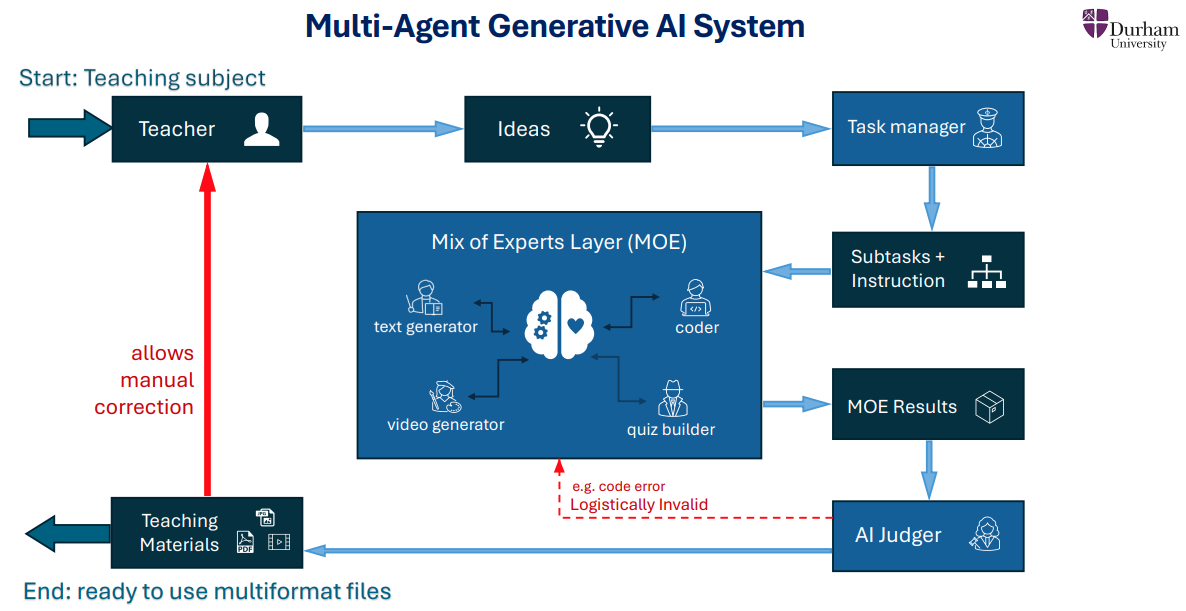 Multi-Agent Generative AI System
Durham
University
Start: Teaching subject
Teacher
Ideas
Task manager
Mix of Experts Layer (MOE)
Subtasks +
Instruction
text generator
coder
allows
manual
correction
video generator
quiz builder
MOE Results
e.g. code error
Logistically Invalid
Teaching
Materials
PDF
AI Judger
End: ready to use multiformat files